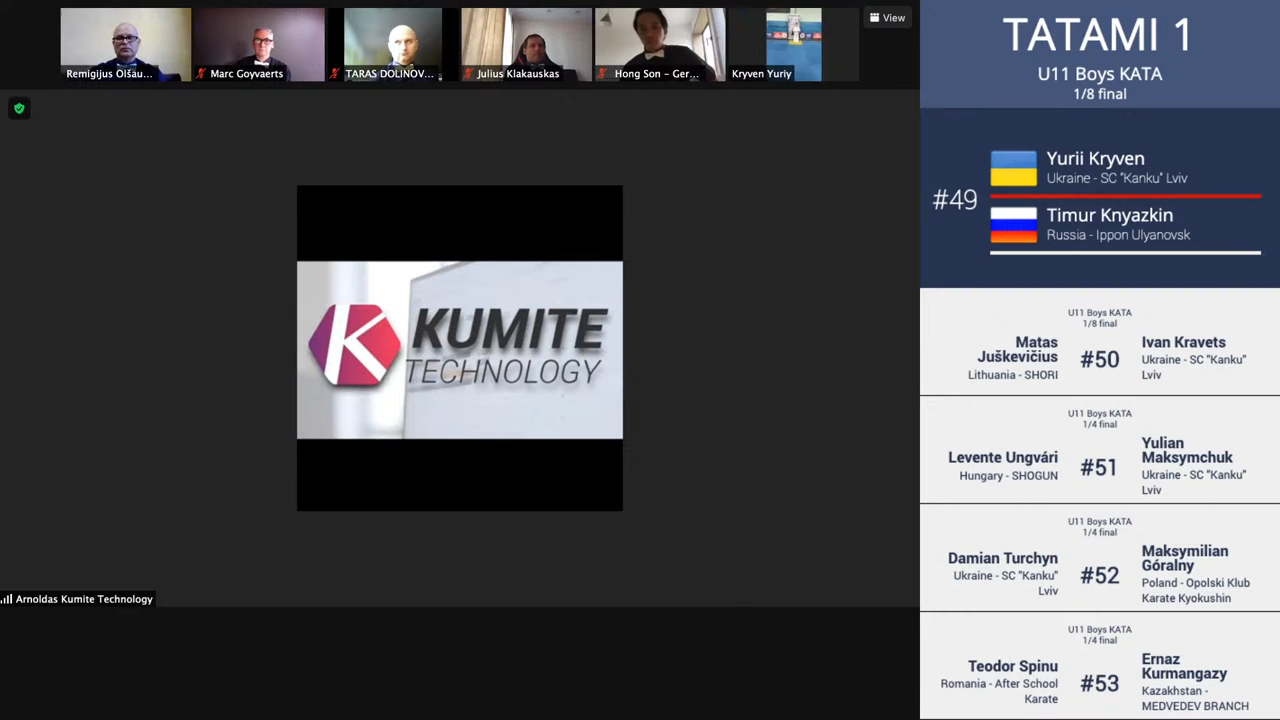 Remigijus Olšau...
Marc Goyvaerts
TARAS DOLINOV...
Julius Klakauskas
Hong Son – Ger...
Kryven Yuriy
View
KUMITE
TECHNOLOGY
Arnoldas Kumite Technology
TATAMI 1
U11 Boys KATA
1/8 final
#49
Yurii Kryven
Ukraine - SC "Kanku" Lviv
Timur Knyazkin
Russia - Ippon Ulyanovsk
U11 Boys KATA
1/8 final
Matas
Juškevičius
Lithuania - SHORI
#50
Ivan Kravets
Ukraine - SC "Kanku"
Lviv
U11 Boys KATA
1/4 final
Levente Ungvári
Hungary - SHOGUN
#51
Yulian
Maksymchuk
Ukraine - SC "Kanku"
Lviv
U11 Boys KATA
1/4 final
Damian Turchyn
Ukraine - SC "Kanku"
Lviv
#52
Maksymilian
Góralny
Poland - Opolski Klub
Karate Kyokushin
U11 Boys KATA
1/4 final
Teodor Spinu
Romania - After School
Karate
#53
Ernaz
Kurmangazy
Kazakhstan -
MEDVEDEV BRANCH